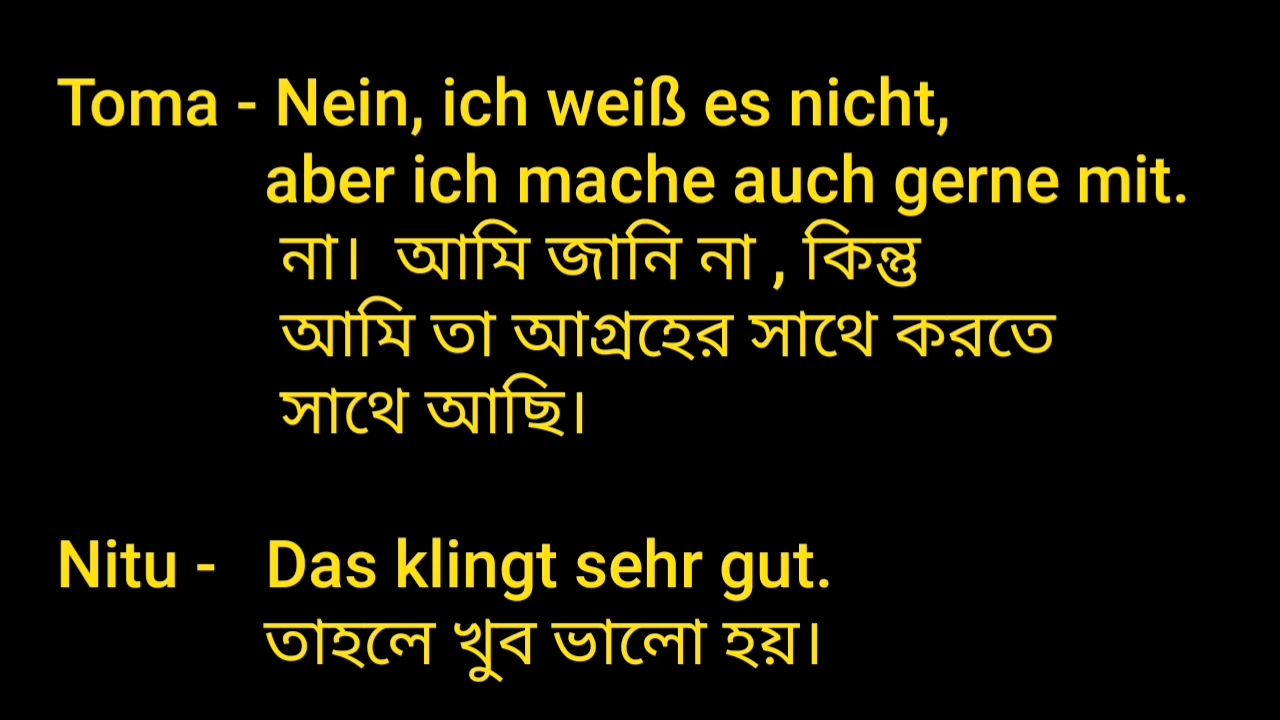 Toma - Nein, ich weiß es nicht,
aber ich mache auch gerne mit.
না। আমি জানি না , কিন্তু
আমি তা আগ্রহের সাথে করতে
সাথে আছি।
Nitu - Das klingt sehr gut.
তাহলে খুব ভালো হয়।